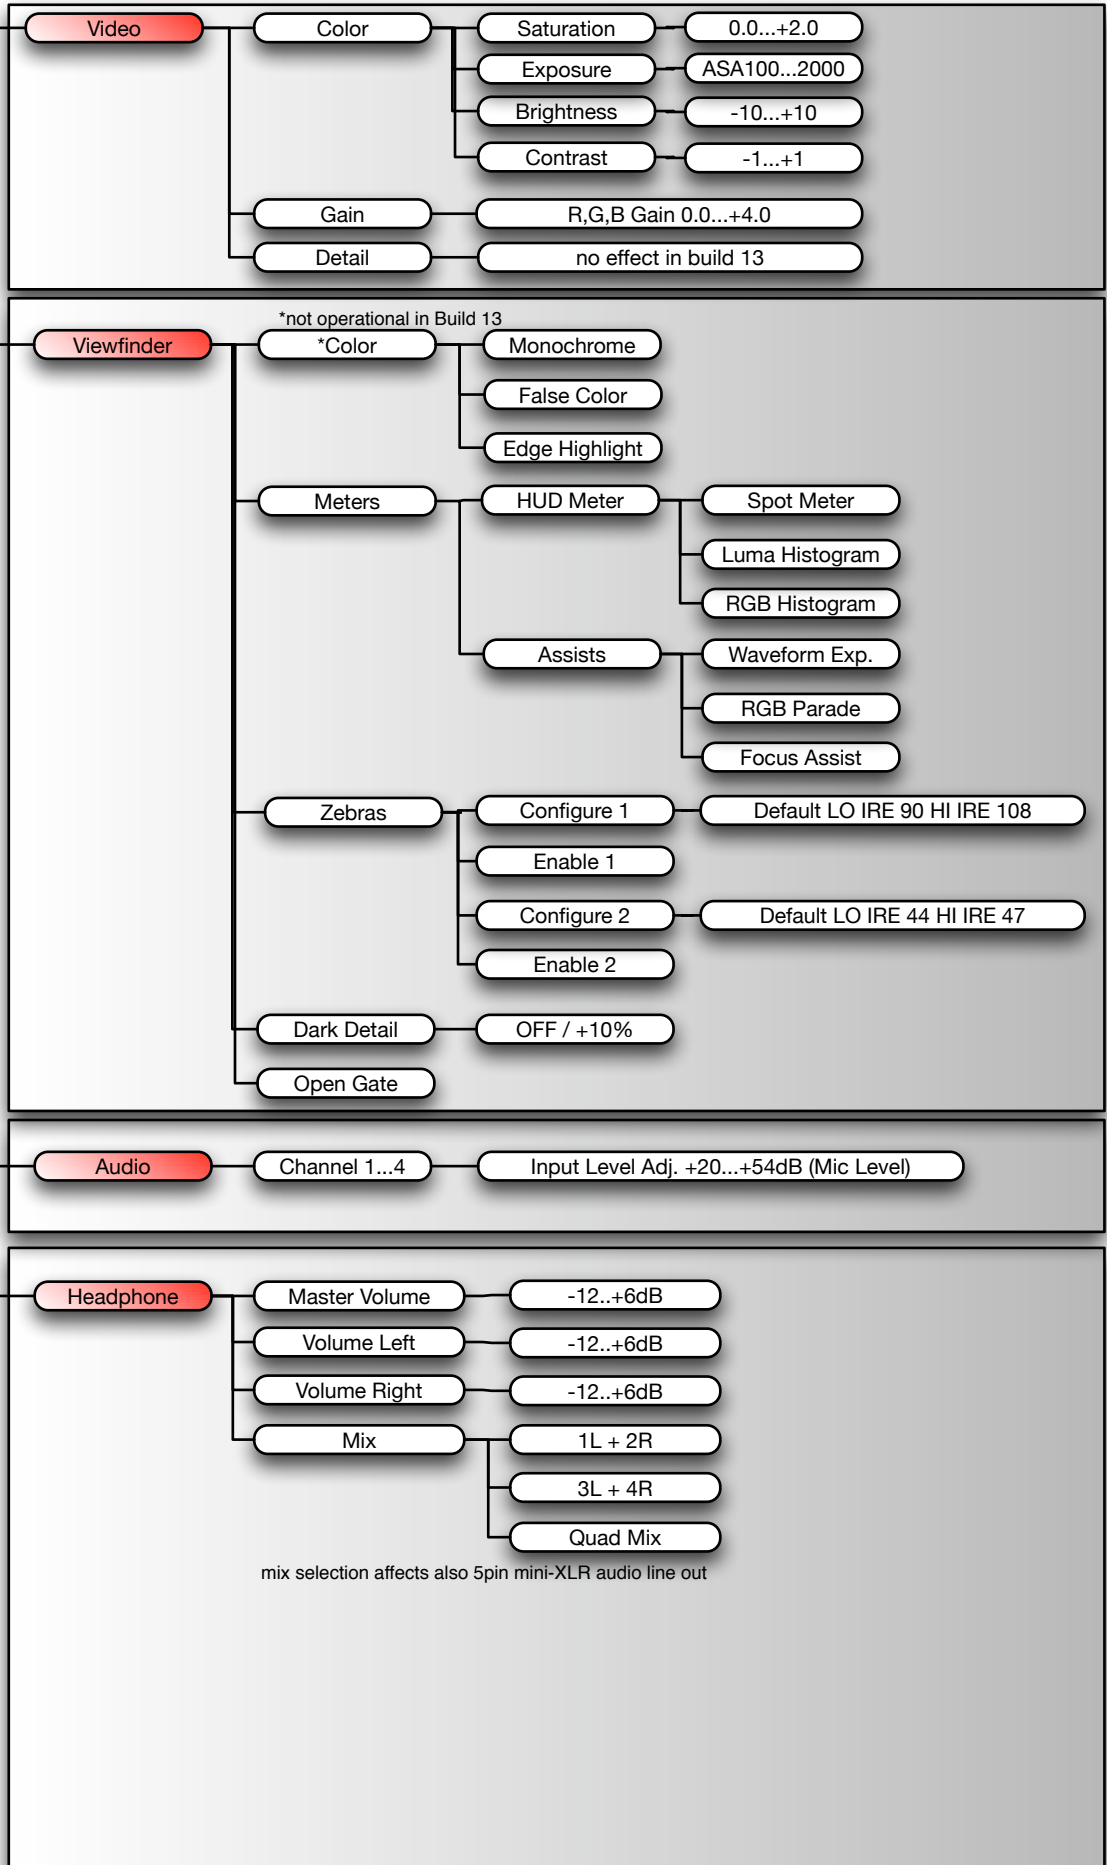 Video
Color
Saturation
0.0...+2.0
Exposure
ASA100...2000
Brightness
-10...+10
Contrast
-1...+1
Gain
R,G,B Gain 0.0...+4.0
Detail
no effect in build 13
*not operational in Build 13
Viewfinder
*Color
Monochrome
False Color
Edge Highlight
Meters
HUD Meter
Spot Meter
Luma Histogram
RGB Histogram
Assists
Waveform Exp.
RGB Parade
Focus Assist
Zebras
Configure 1
Default LO IRE 90 HI IRE 108
Enable 1
Configure 2
Default LO IRE 44 HI IRE 47
Enable 2
Dark Detail
OFF / +10%
Open Gate
Audio
Channel 1...4
Input Level Adj. +20...+54dB (Mic Level)
Headphone
Master Volume
-12..+6dB
Volume Left
-12..+6dB
Volume Right
-12..+6dB
Mix
1L + 2R
3L + 4R
Quad Mix
mix selection affects also 5pin mini-XLR audio line out